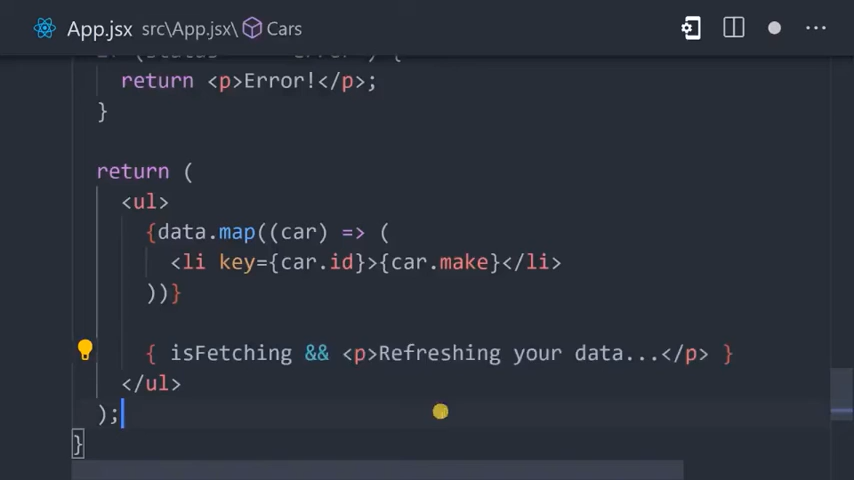 App.jsx src\App.jsx\ Cars
return <p>Error!</p>;
}
return (
<ul>
{data.map((car) => (
<li key={car.id}>{car.make}</li>
))}
{ isFetching && <p>Refreshing your data...</p> }
</ul>
);
}